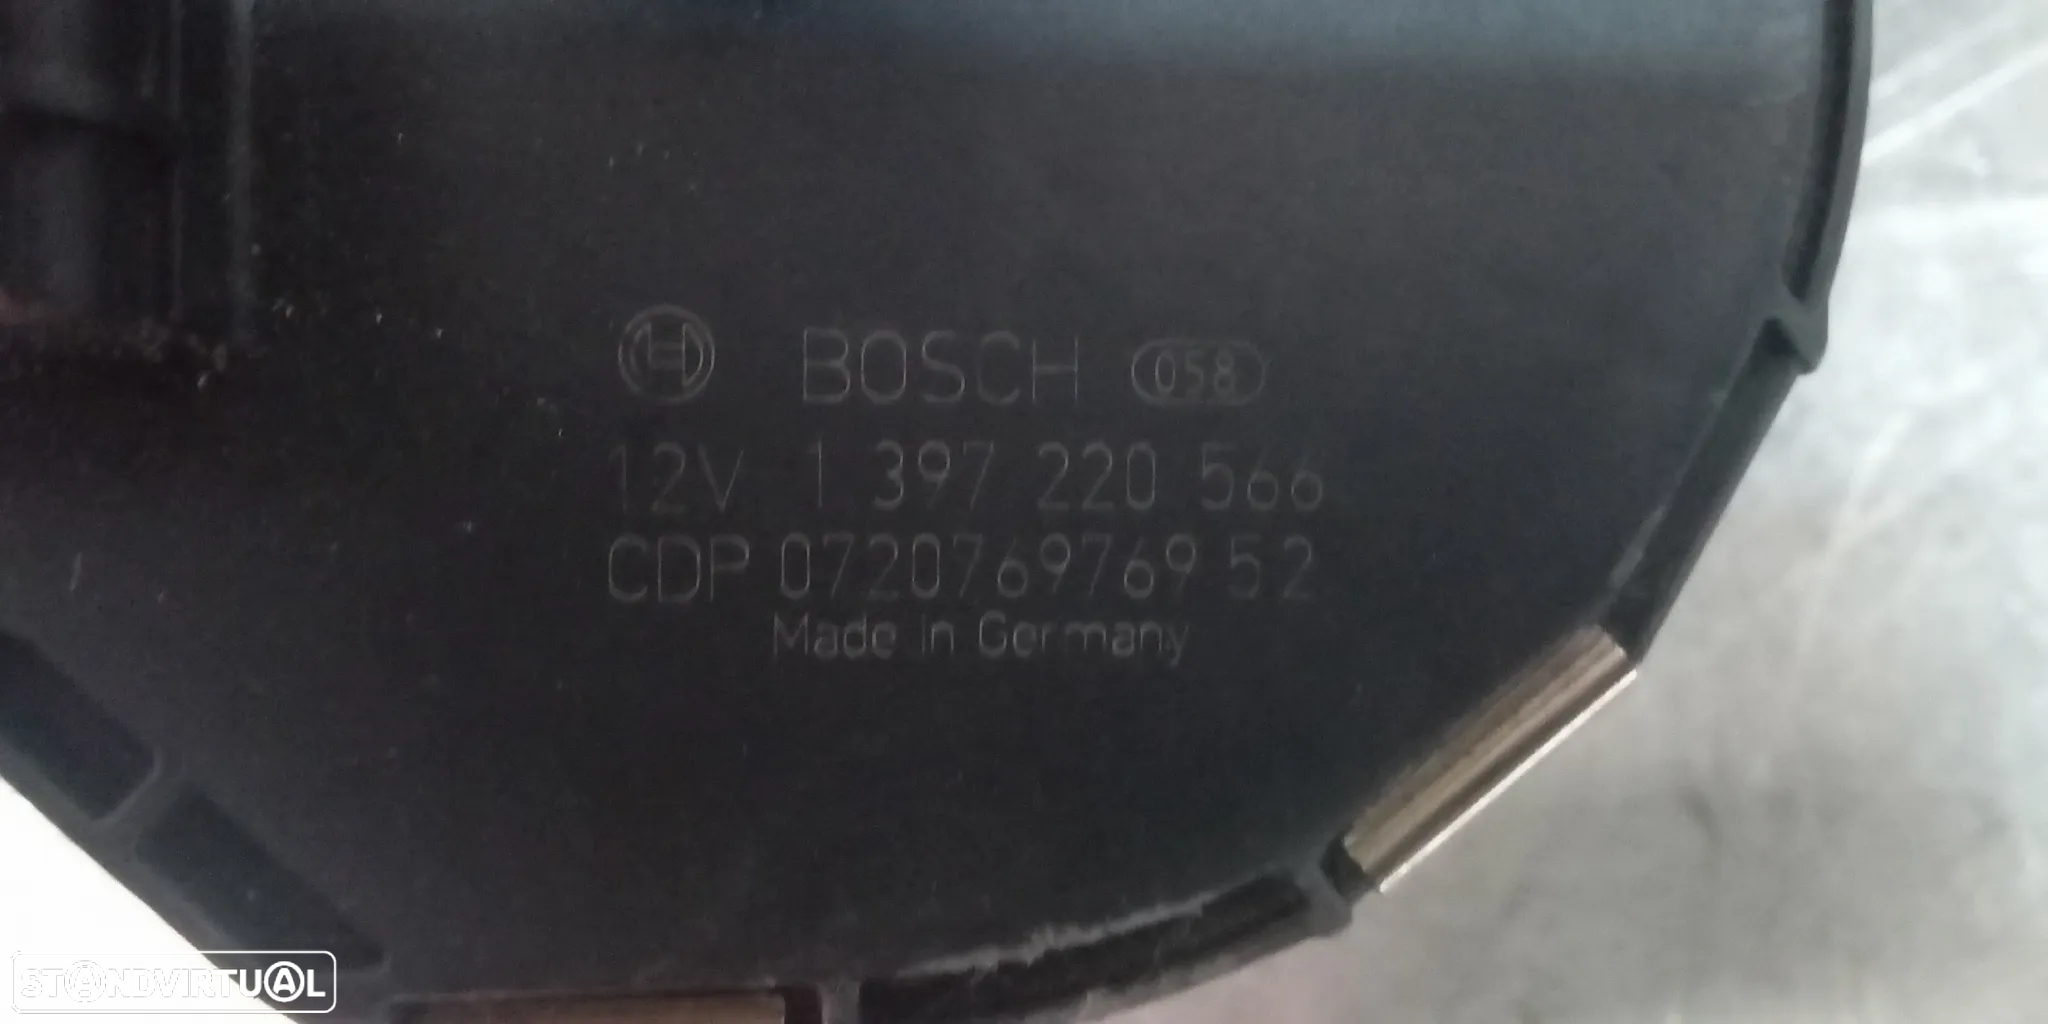 BOSCH 058
12V 1 397 220 566
CDP 0720769769 52
Made in Germany
STANDVIRTUAL